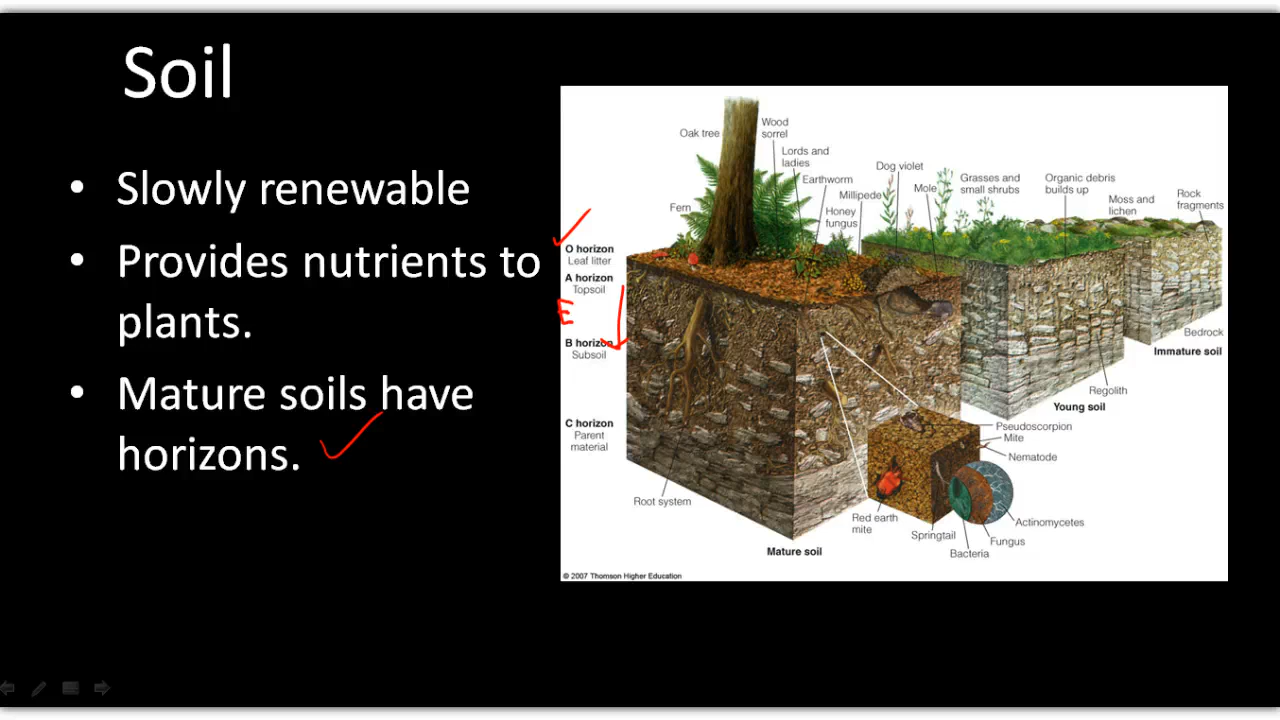 Soil
• Slowly renewable
• Provides nutrients to
plants.
• Mature soils have
horizons.
Oak tree
Wood
sorrel
Lords and
ladies
Earthworm
Millipede
Honey
fungus
Fern
Dog violet
Mole
Grasses and
small shrubs
Organic debris
builds up
Moss and
lichen
Rock
fragments
O horizon
Leaf litter
A horizon
Topsoil
E
B horizon
Subsoil
C horizon
Parent
material
Root system
Mature soil
Bedrock
Immature soil
Regolith
Young soil
Pseudoscorpion
Mite
Nematode
Actinomycetes
Fungus
Bacteria
Springtail
Red earth
mite
© 2007 Thomson Higher Education